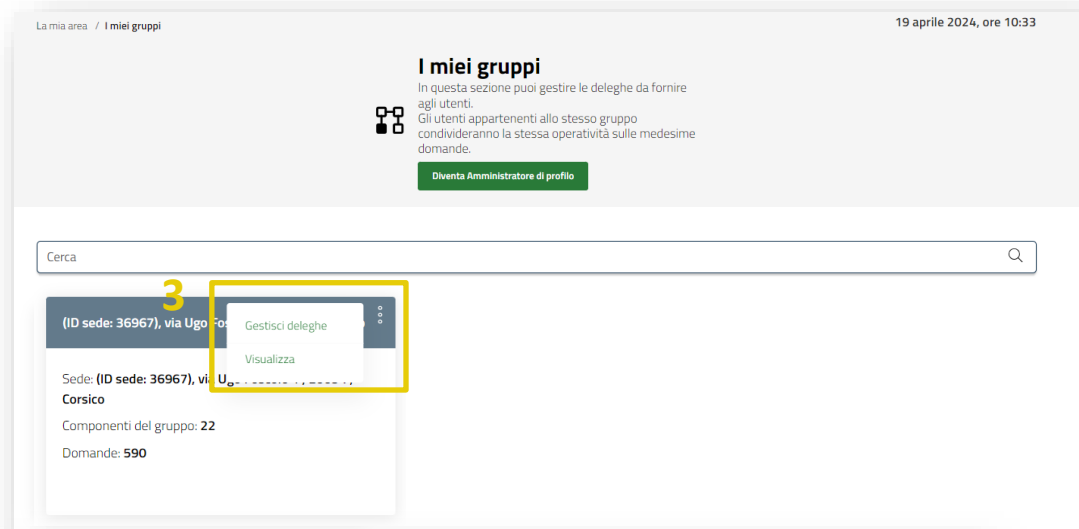 La mia area / I miei gruppi
19 aprile 2024, ore 10:33
I miei gruppi
In questa sezione puoi gestire le deleghe da fornire
agli utenti.
Gli utenti appartenenti allo stesso gruppo
condivideranno la stessa operatività sulle medesime
domande.
Diventa Amministratore di profilo
Cerca
3
(ID sede: 36967), via Ugo
Gestisci deleghe
Visualizza
Sede: (ID sede: 36967), via
Corsico
Componenti del gruppo: 22
Domande: 590